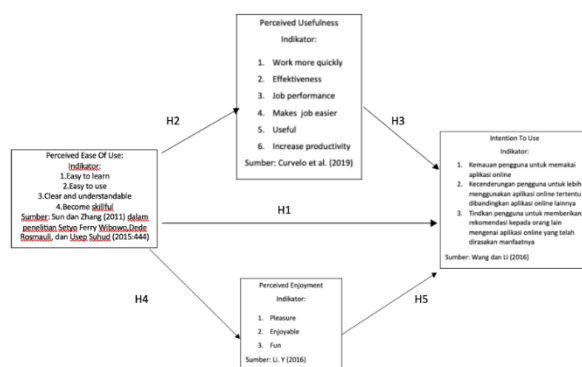 Perceived Usefulness
Indikator:
1. Work more quickly
2. Effektiveness
3. Job performance
4. Makes job easier
5. Useful
6. Increase productivity
Sumber: Curvelo et al. (2019)
H2
H3
Perceived Ease Of Use:
Indikator:
1.Easy to learn
2.Easy to use
3.Clear and understandable
4.Become skillful
Sumber: Sun dan Zhang (2011) dalam
penelitian Setyo Ferry Wibowo,Dede
Rosmauli, dan Usep Suhud (2015:444)
H1
Intention To Use
Indikator:
1. Kemauan pengguna untuk memakai
aplikasi online
2. Kecenderungan pengguna untuk lebih
menggunakan aplikasi online tertentu
dibandingkan aplikasi online lainnya
3. Tindkan pengguna untuk memberikan
rekomendasi kepada orang lain
mengenai aplikasi online yang telah
dirasakan manfaatnya
Sumber: Wang dan Li (2016)
H4
H5
Perceived Enjoyment
Indikator:
1. Pleasure
2. Enjoyable
3. Fun
Sumber: Li. Y (2016)